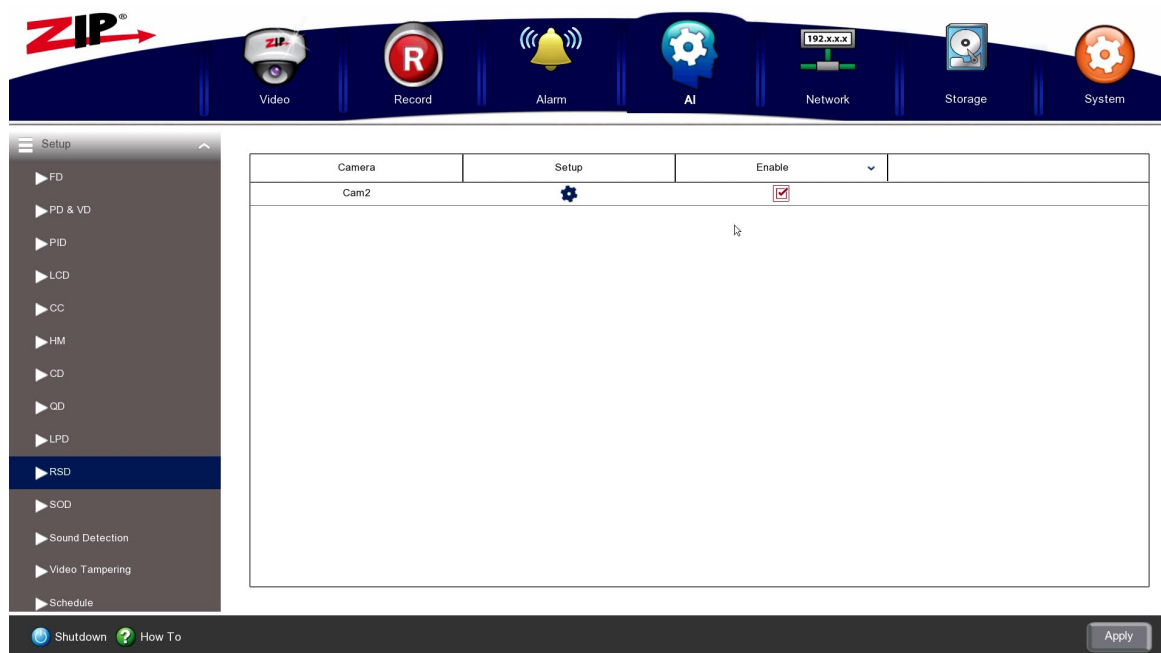 ZIP®
ZIP
R
192.x.x.x
Video
Record
Alarm
AI
Network
Storage
System
Setup
FD
PD & VD
PID
LCD
CC
HM
CD
QD
LPD
RSD
SOD
Sound Detection
Video Tampering
Schedule
Camera Setup Enable
Cam2
Shutdown ? How To
Apply